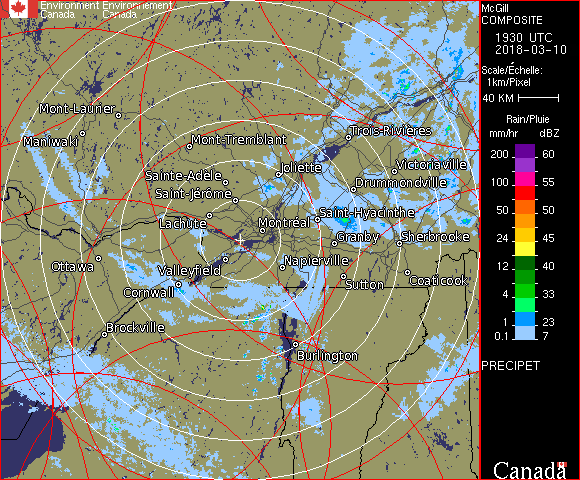 Environment Environnement
Canada Canada
McGill
COMPOSITE
1930 UTC
2018-03-10
Scale/Échelle:
1km/Pixel
40 KM
Rain/Pluie
mm/hr dBZ
200 60
100 55
50 50
24 45
12 40
4 33
1 23
0.1 7
PRECIPET
Canada
Mont-Laurier
Maniwaki
Mont-Tremblant
Trois-Rivières
Sainte-Adèle
Joliette
Victoriaville
Saint-Jérôme
Drummondville
Lachute
Montréal
Saint-Hyacinthe
Granby
Sherbrooke
Ottawa
Valleyfield
Napierville
Cornwall
Sutton
Coaticook
Brockville
Burlington